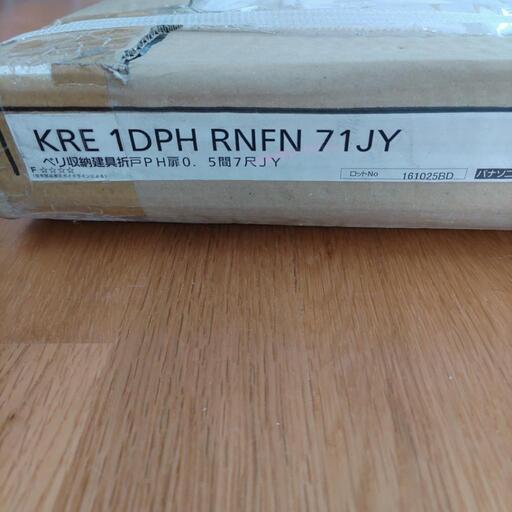 KRE 1DPH RNFN 71JY
ベリ収納建具折戸PH扉0．5間7尺JY
F☆☆☆☆
ロットNo 161025BD パナソニ